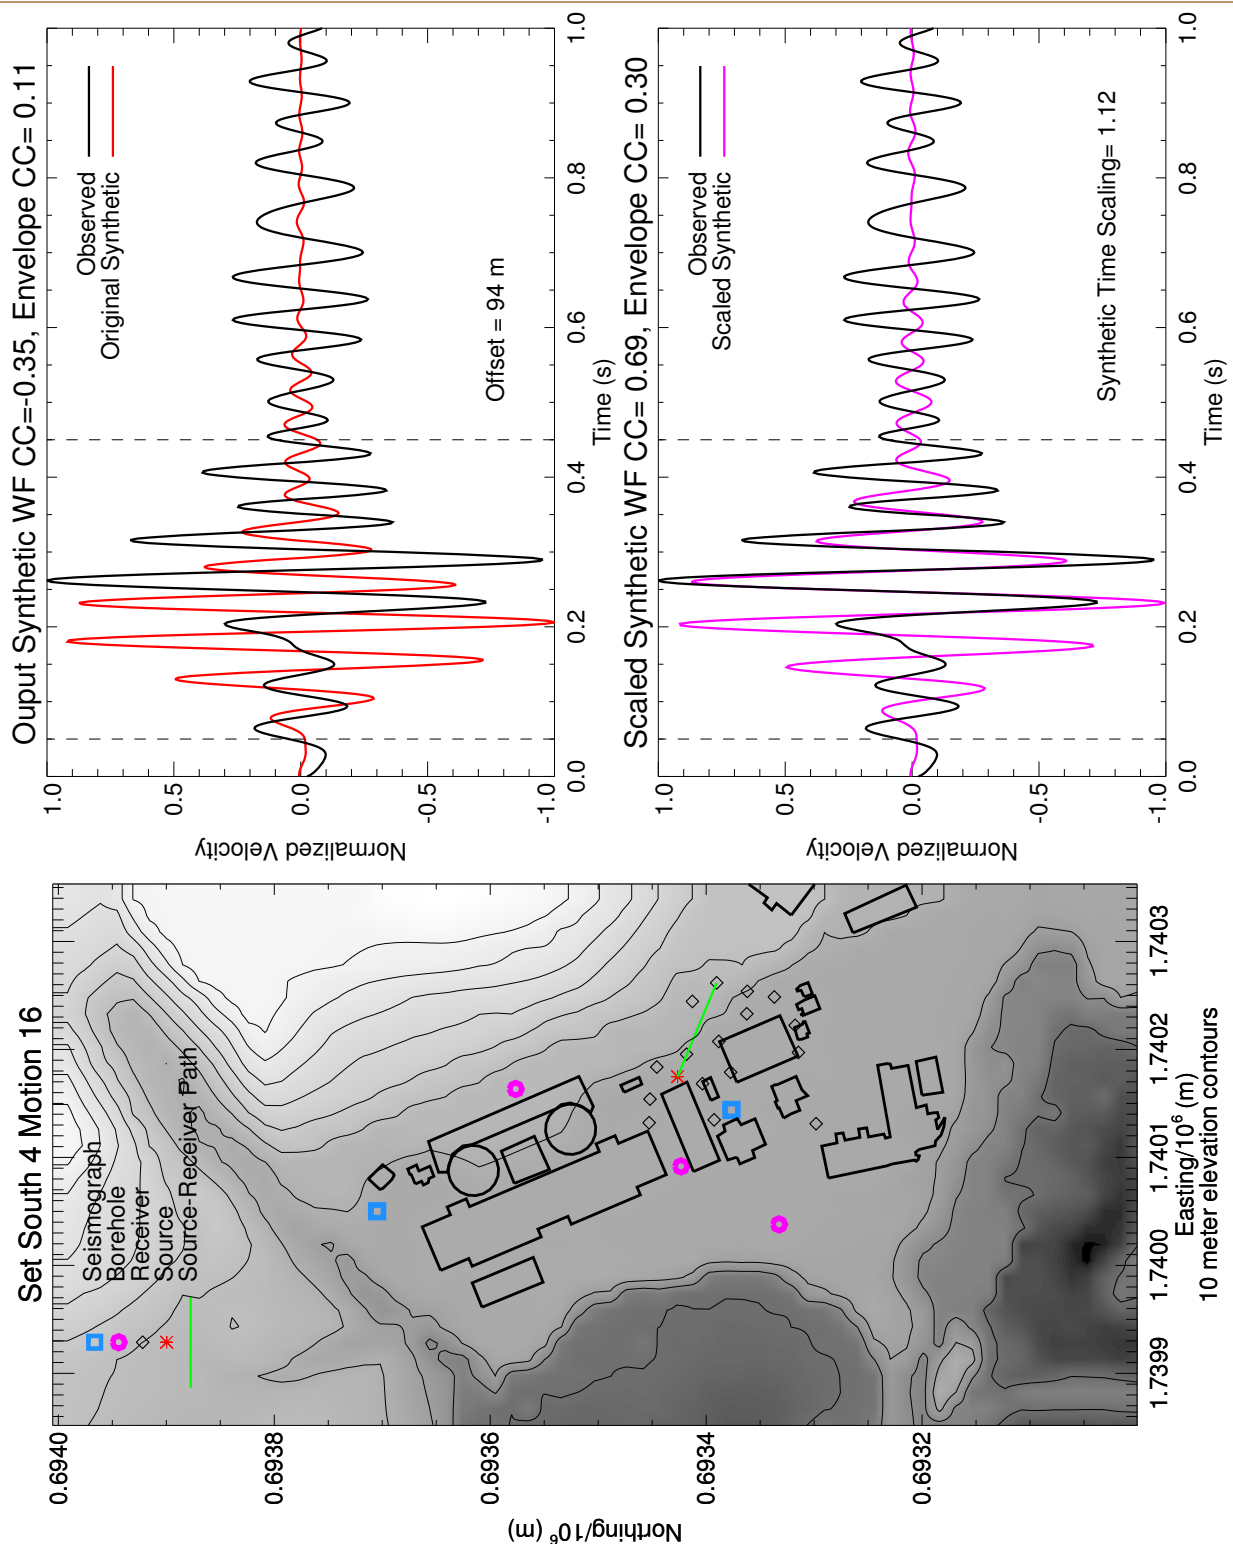 Set South 4 Motion 16
Seismograph
Borehole
Receiver
Source
Source-Receiver Path
0.6940
0.6938
0.6936
0.6934
0.6932
Northing/10⁶ (m)
1.7399
1.7400
1.7401
1.7402
1.7403
Easting/10⁶ (m)
10 meter elevation contours
Ouput Synthetic WF CC=-0.35, Envelope CC= 0.11
Observed
Original Synthetic
Offset = 94 m
1.0
0.5
0.0
-0.5
-1.0
Normalized Velocity
0.0
0.2
0.4
0.6
0.8
1.0
Time (s)
Scaled Synthetic WF CC= 0.69, Envelope CC= 0.30
Observed
Scaled Synthetic
Synthetic Time Scaling= 1.12
1.0
0.5
0.0
-0.5
-1.0
Normalized Velocity
0.0
0.2
0.4
0.6
0.8
1.0
Time (s)